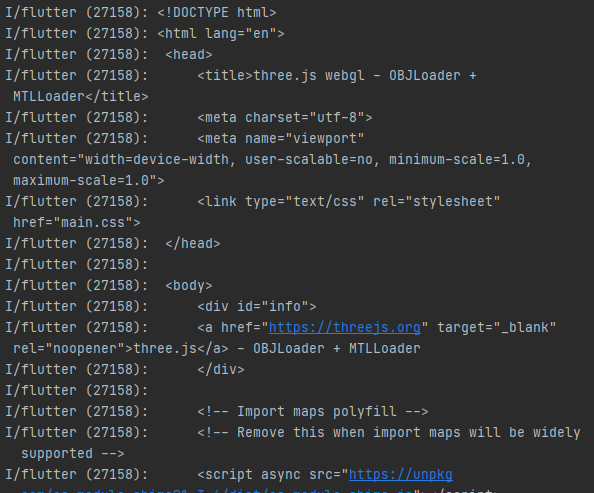 I/flutter (27158): <!DOCTYPE html>
I/flutter (27158): <html lang="en">
I/flutter (27158):  <head>
I/flutter (27158):      <title>three.js webgl - OBJLoader +
MTLLoader</title>
I/flutter (27158):      <meta charset="utf-8">
I/flutter (27158):      <meta name="viewport"
content="width=device-width, user-scalable=no, minimum-scale=1.0,
maximum-scale=1.0">
I/flutter (27158):      <link type="text/css" rel="stylesheet"
href="main.css">
I/flutter (27158):  </head>
I/flutter (27158):
I/flutter (27158):  <body>
I/flutter (27158):      <div id="info">
I/flutter (27158):      <a href="https://threejs.org" target="_blank"
rel="noopener">three.js</a> - OBJLoader + MTLLoader
I/flutter (27158):      </div>
I/flutter (27158):
I/flutter (27158):      <!-- Import maps polyfill -->
I/flutter (27158):      <!-- Remove this when import maps will be widely
supported -->
I/flutter (27158):      <script async src="https://unpkg